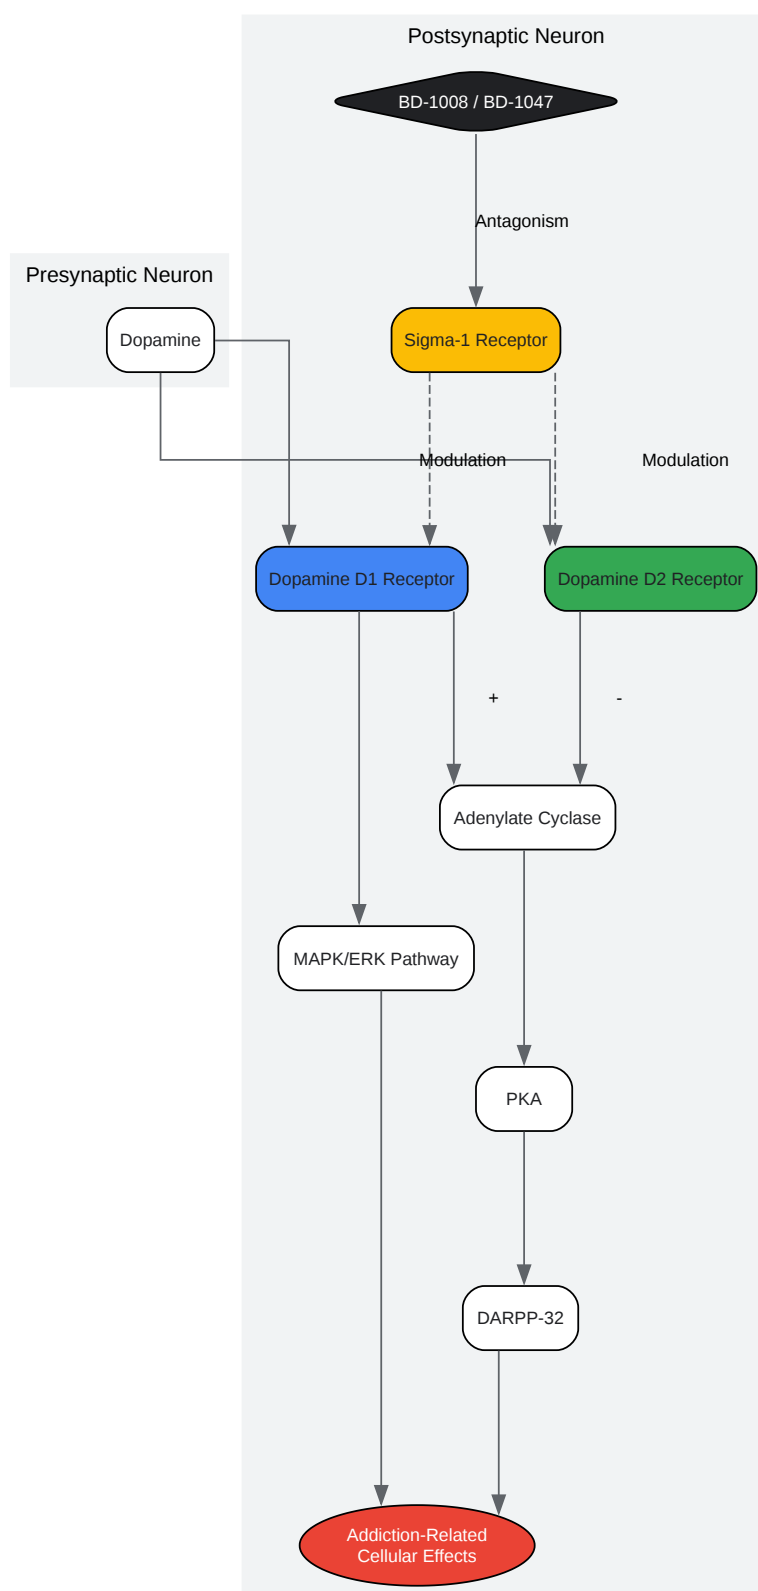 Postsynaptic Neuron
BD-1008 / BD-1047
Antagonism
Presynaptic Neuron
Dopamine
Sigma-1 Receptor
Modulation
Modulation
Dopamine D1 Receptor
Dopamine D2 Receptor
+
-
Adenylate Cyclase
MAPK/ERK Pathway
PKA
DARPP-32
Addiction-Related
Cellular Effects